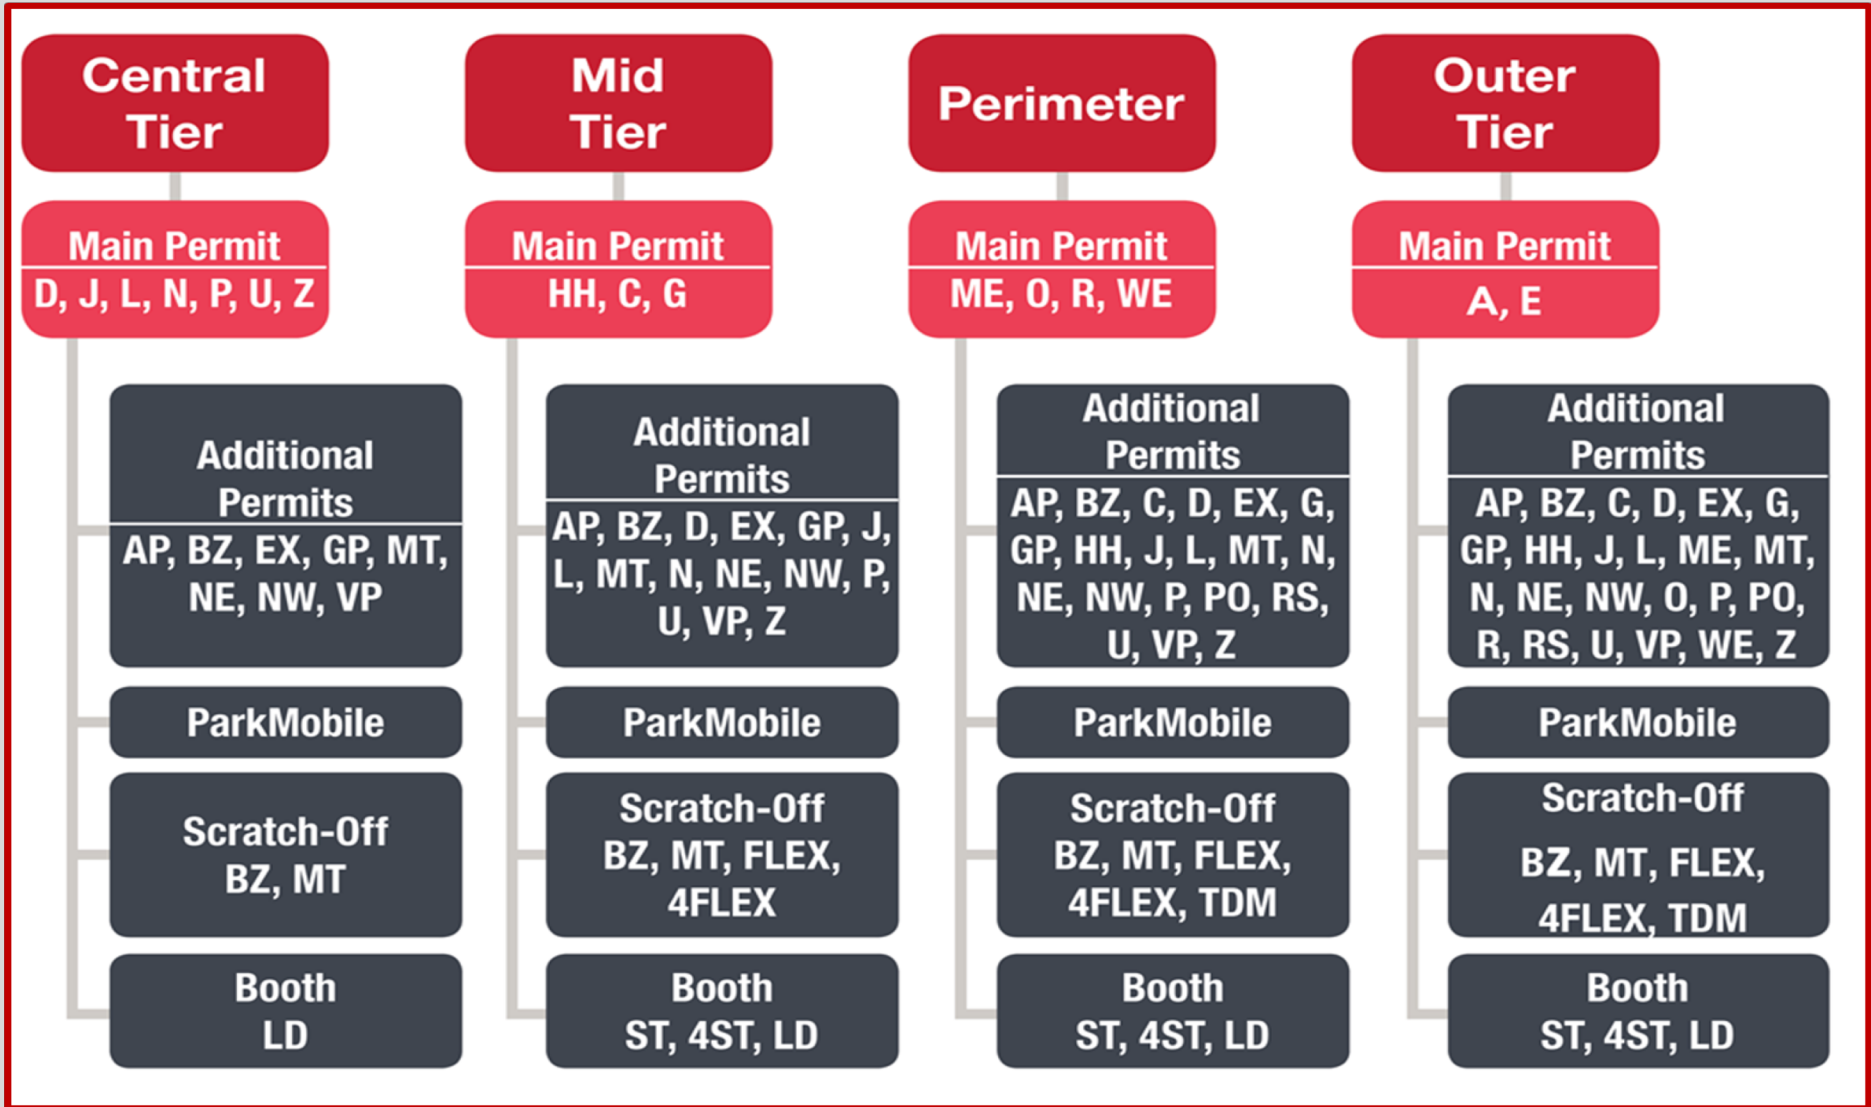 Central
Tier
Main Permit
D, J, L, N, P, U, Z
Additional
Permits
AP, BZ, EX, GP, MT,
NE, NW, VP
ParkMobile
Scratch-Off
BZ, MT
Booth
LD
Mid
Tier
Main Permit
HH, C, G
Additional
Permits
AP, BZ, D, EX, GP, J,
L, MT, N, NE, NW, P,
U, VP, Z
ParkMobile
Scratch-Off
BZ, MT, FLEX,
4FLEX
Booth
ST, 4ST, LD
Perimeter
Main Permit
ME, O, R, WE
Additional
Permits
AP, BZ, C, D, EX, G,
GP, HH, J, L, MT, N,
NE, NW, P, PO, RS,
U, VP, Z
ParkMobile
Scratch-Off
BZ, MT, FLEX,
4FLEX, TDM
Booth
ST, 4ST, LD
Outer
Tier
Main Permit
A, E
Additional
Permits
AP, BZ, C, D, EX, G,
GP, HH, J, L, ME, MT,
N, NE, NW, O, P, PO,
R, RS, U, VP, WE, Z
ParkMobile
Scratch-Off
BZ, MT, FLEX,
4FLEX, TDM
Booth
ST, 4ST, LD